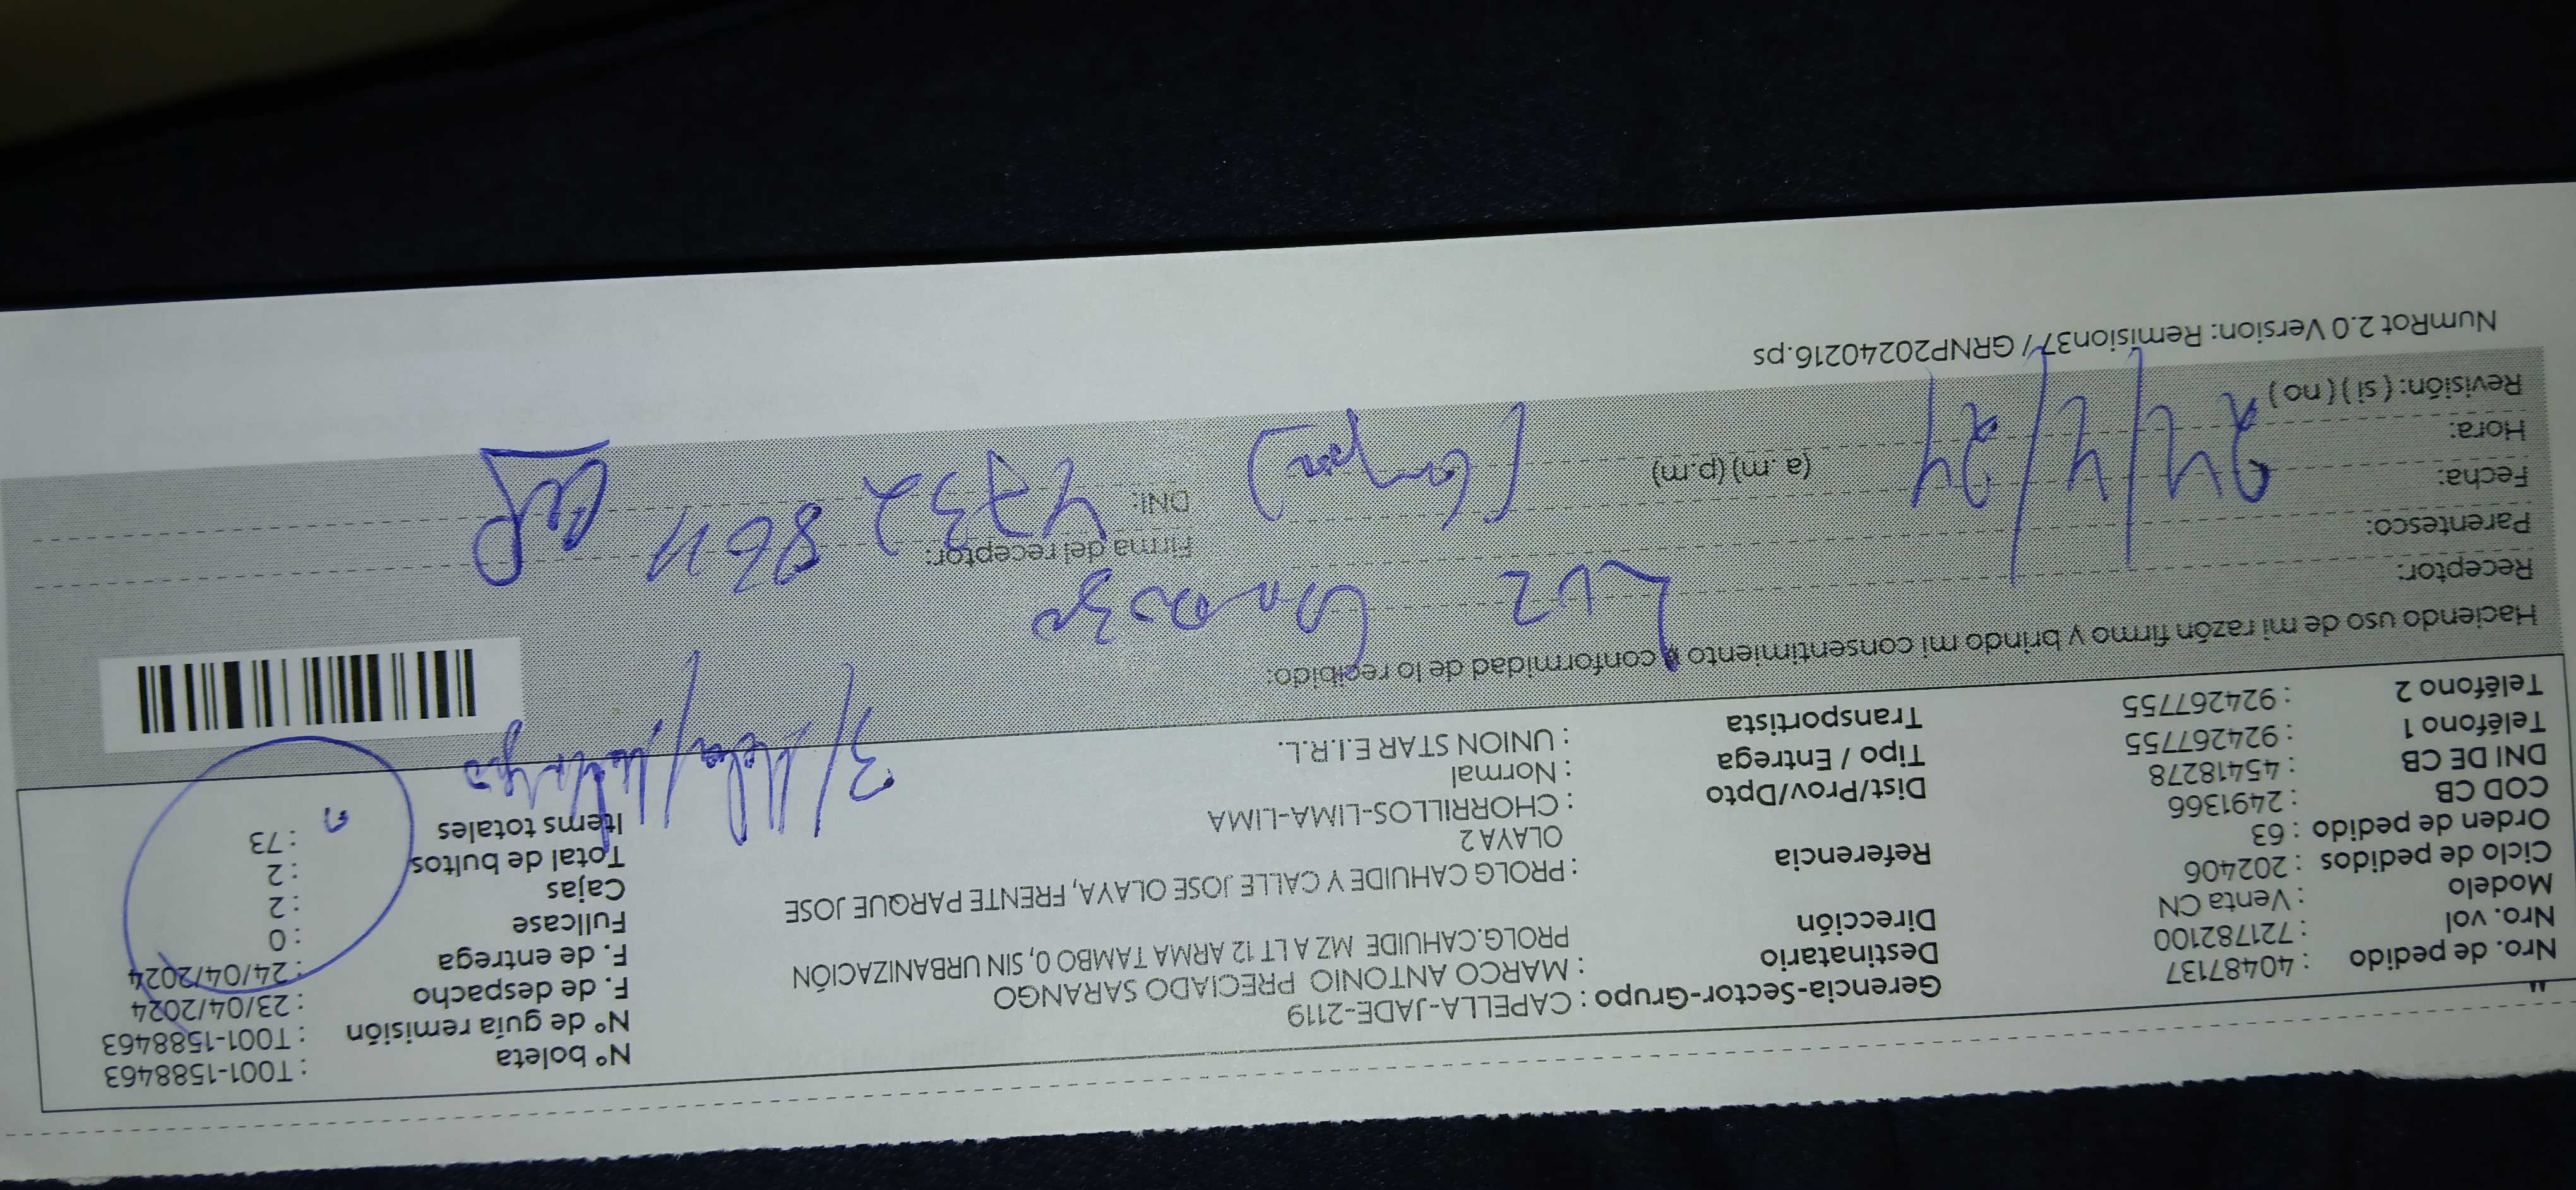 Nro. de pedido : 40487137
Nro. vol : 721782100
Modelo : Venta CN
Ciclo de pedidos : 202406
Orden de pedido : 63
COD CB : 2491366
DNI DE CB : 45418278
Teléfono 1 : 924267755
Teléfono 2 : 924267755
Gerencia-Sector-Grupo : CAPELLA-JADE-2119
Destinatario : MARCO ANTONIO PRECIADO SARANGO
Dirección PROLG.CAHUIDE MZ A LT 12 ARMA TAMBO 0, SIN URBANIZACIÓN
Referencia : PROLG CAHUIDE Y CALLE JOSE OLAYA, FRENTE PARQUE JOSE
OLAYA 2
Dist/Prov/Dpto : CHORRILLOS-LIMA-LIMA
Tipo / Entrega : Normal
Transportista : UNION STAR E.I.R.L.
N° boleta : T001-1588463
N° de guía remisión : T001-1588463
F. de despacho : 23/04/2024
F. de entrega : 24/04/2024
Fullcase : 0
Cajas : 2
Total de bultos : 2
Items totales : 73
Haciendo uso de mi razón firmo y brindo mi consentimiento conformidad de lo recibido:
Receptor: Luz
Parentesco:
Firma del receptor:
Fecha: 24/4/24
DNI: 4732
Hora: (a.m) (p.m)
Revisión: ( si ) ( no )
NumRot 2.0 Version: Remision37 / GRNP20240216.ps